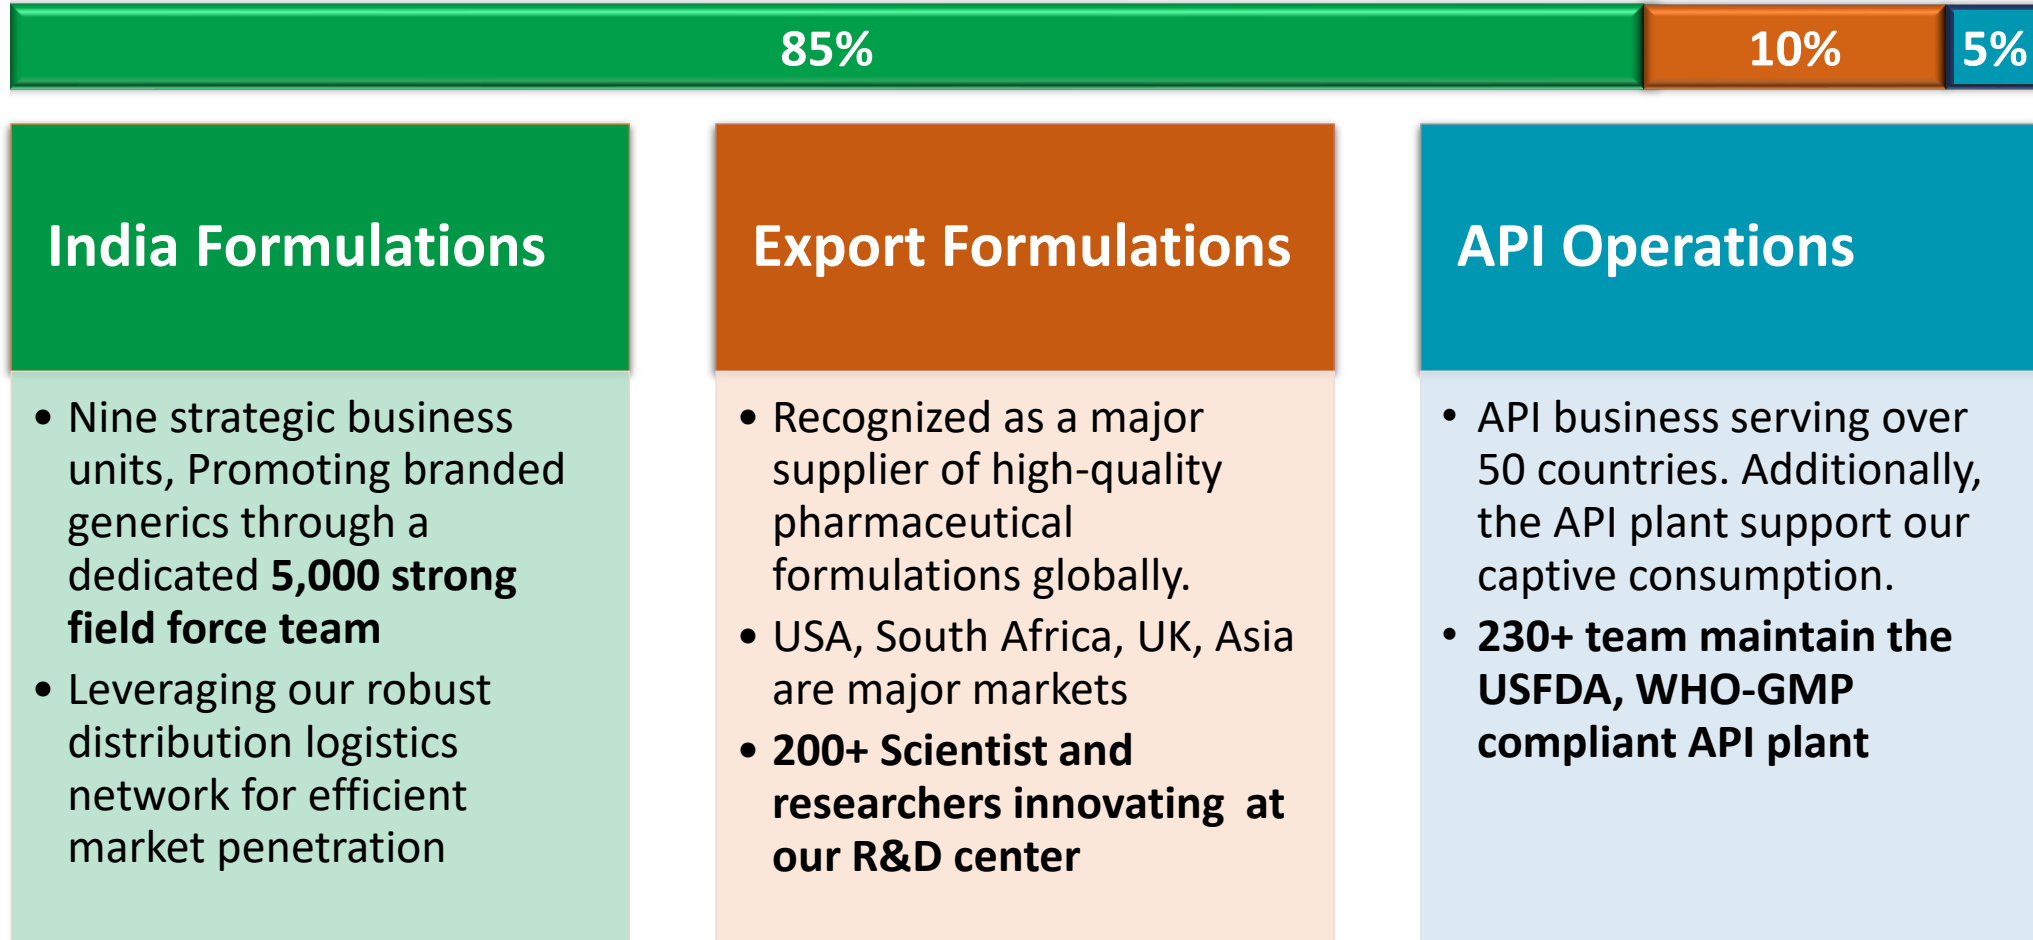 85%
10%
5%
India Formulations
• Nine strategic business
units, Promoting branded
generics through a
dedicated 5,000 strong
field force team
• Leveraging our robust
distribution logistics
network for efficient
market penetration
Export Formulations
• Recognized as a major
supplier of high-quality
pharmaceutical
formulations globally.
• USA, South Africa, UK, Asia
are major markets
• 200+ Scientist and
researchers innovating  at
our R&D center
API Operations
• API business serving over
50 countries. Additionally,
the API plant support our
captive consumption.
• 230+ team maintain the
USFDA, WHO-GMP
compliant API plant